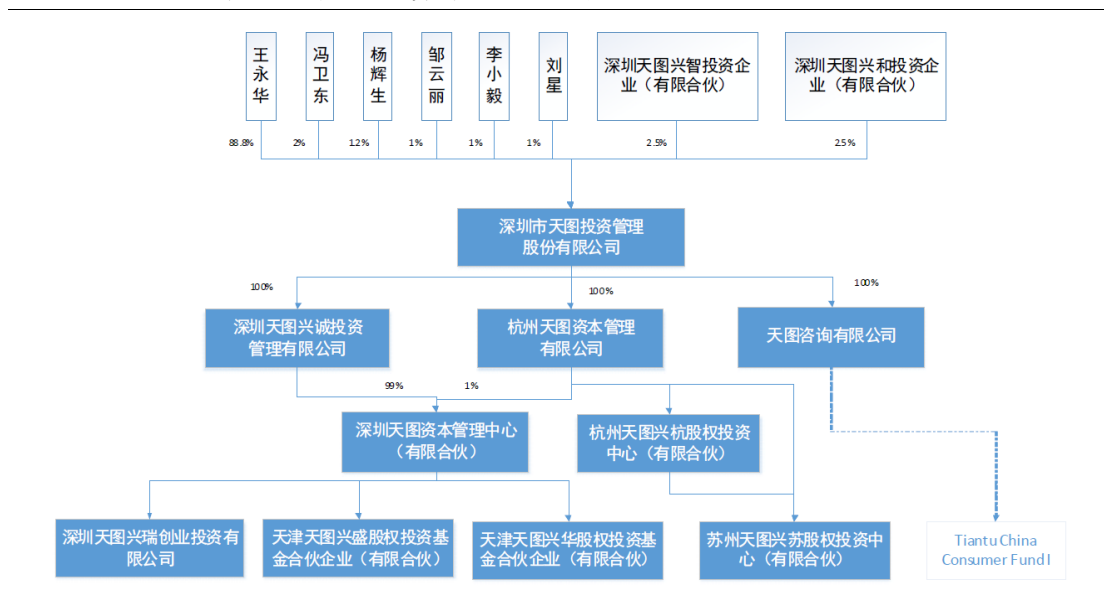 王永华
冯卫东
杨辉生
邹云丽
李小毅
刘星
深圳天图兴智投资企
业（有限合伙）
深圳天图兴和投资企
业（有限合伙）
88.8%
2%
1.2%
1%
1%
1%
2.5%
2.5%
深圳市天图投资管理
股份有限公司
100%
100%
100%
深圳天图兴诚投资
管理有限公司
杭州天图资本管理
有限公司
天图咨询有限公司
99%
1%
深圳天图资本管理中心
（有限合伙）
杭州天图兴杭股权投资
中心（有限合伙）
深圳天图兴瑞创业投资有
限公司
天津天图兴盛股权投资基
金合伙企业（有限合伙）
天津天图兴华股权投资基
金合伙企业（有限合伙）
苏州天图兴苏股权投资中
心（有限合伙）
Tiantu China
Consumer Fund I